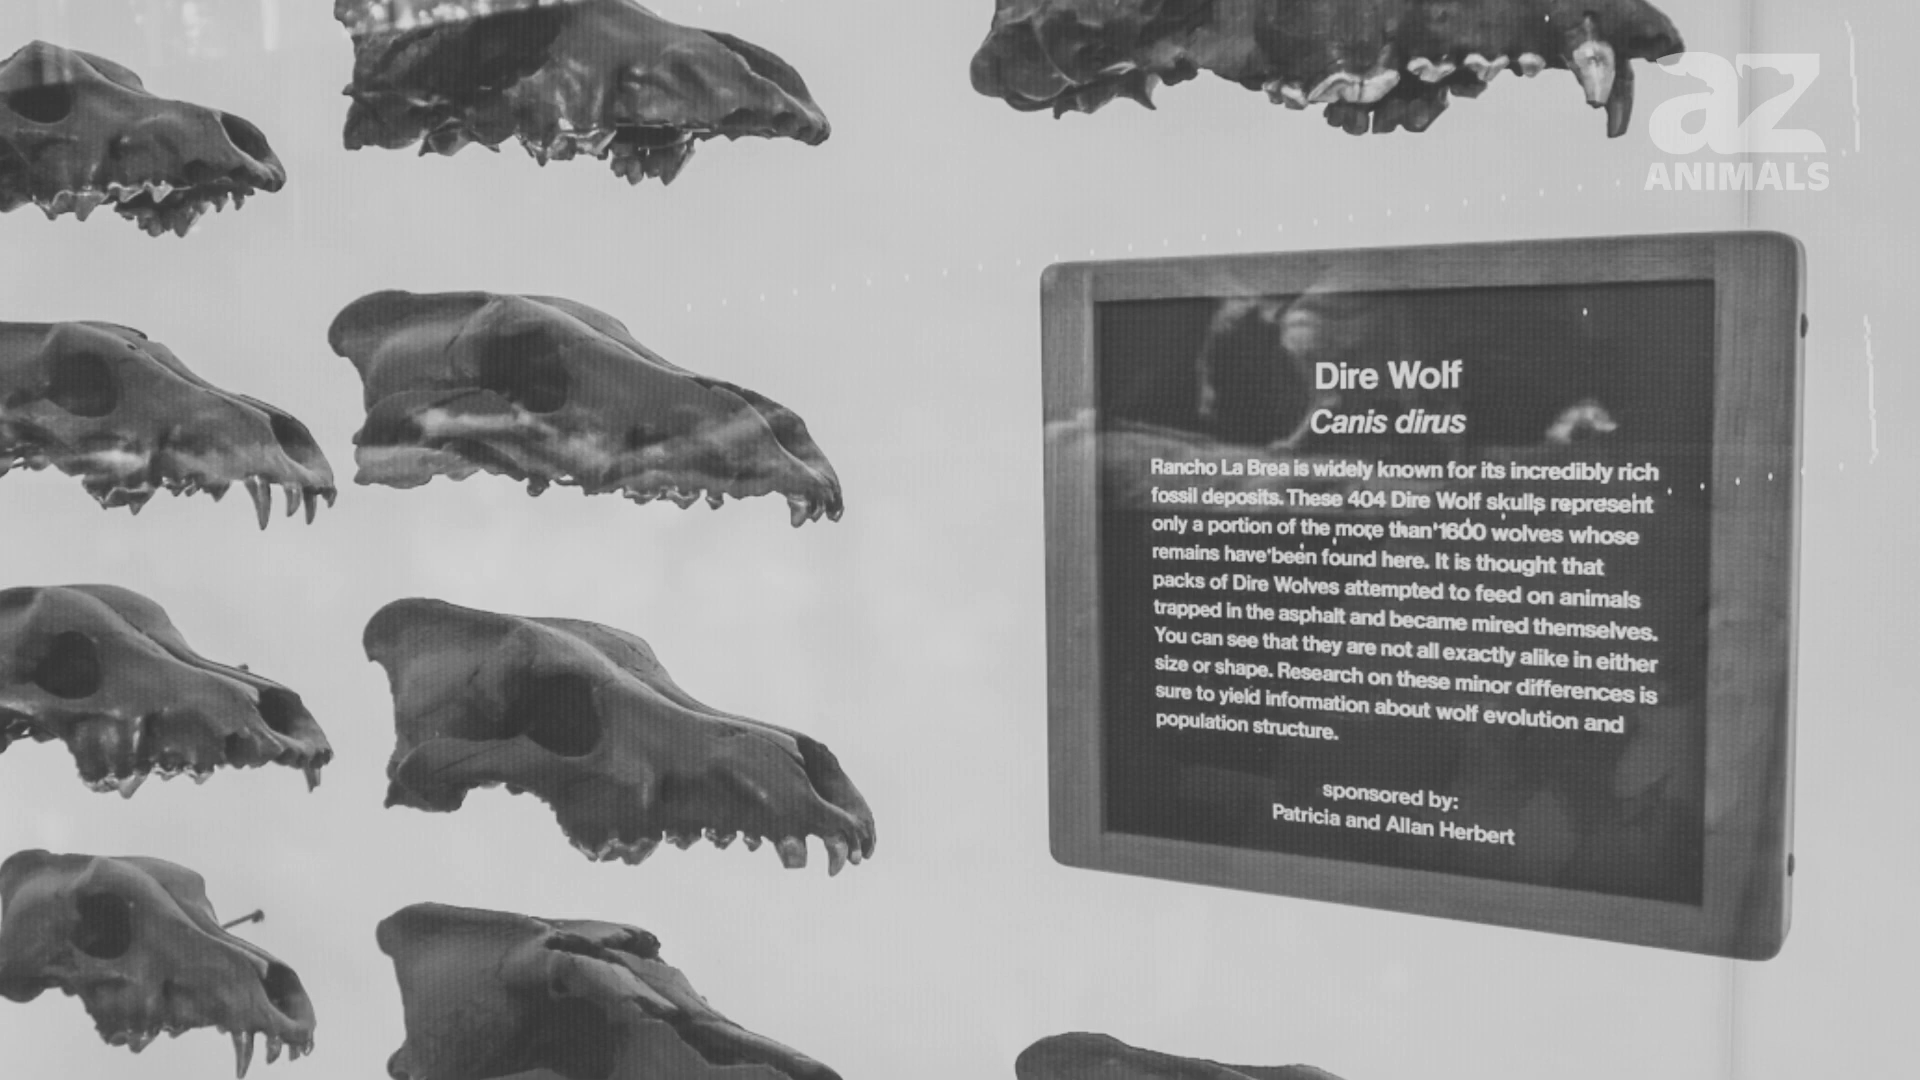 az
ANIMALS
Dire Wolf
Canis dirus
Rancho La Brea is widely known for its incredibly rich
fossil deposits. These 404 Dire Wolf skulls represent
only a portion of the more than 1600 wolves whose
remains have been found here. It is thought that
packs of Dire Wolves attempted to feed on animals
trapped in the asphalt and became mired themselves.
You can see that they are not all exactly alike in either
size or shape. Research on these minor differences is
sure to yield information about wolf evolution and
population structure.
sponsored by:
Patricia and Allan Herbert